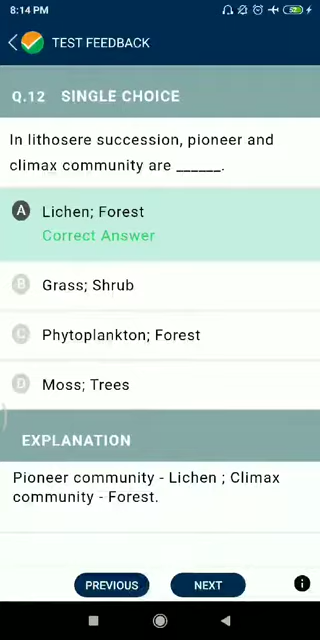 8:14 PM
TEST FEEDBACK
Q.12 SINGLE CHOICE
In lithosere succession, pioneer and
climax community are ______.
A Lichen; Forest
Correct Answer
B Grass; Shrub
C Phytoplankton; Forest
D Moss; Trees
EXPLANATION
Pioneer community - Lichen ; Climax
community - Forest.
PREVIOUS NEXT